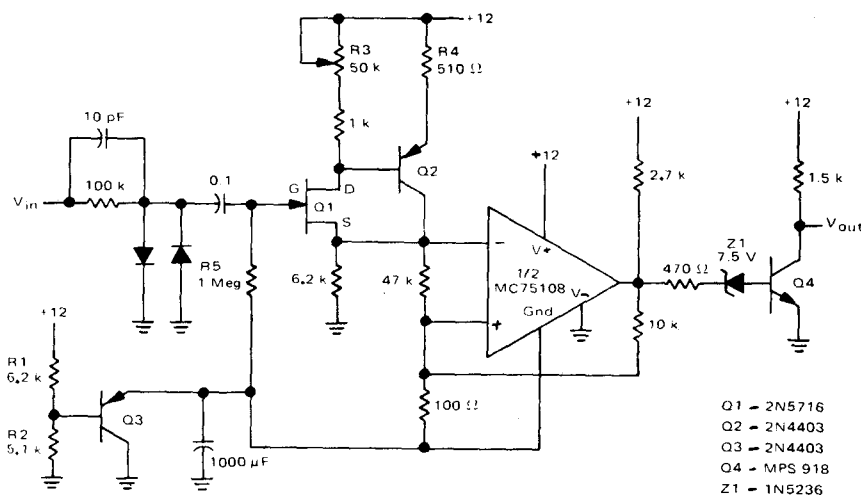 +12
R3
50 k
R4
510 Ω
10 pF
1 k
+12
+12
+12
100 k
0.1
G
D
Q1
S
Q2
2.7 k
1.5 k
Vin
Vout
R5
1 Meg
6.2 k
47 k
−
+
V+
1/2
MC75108
V−
Gnd
470 Ω
Z1
7.5 V
Q4
10 k
+12
R1
6.2 k
R2
5.1 k
Q3
1000 μF
100 Ω
Q1 – 2N5716
Q2 – 2N4403
Q3 – 2N4403
Q4 – MPS 918
Z1 – 1N5236